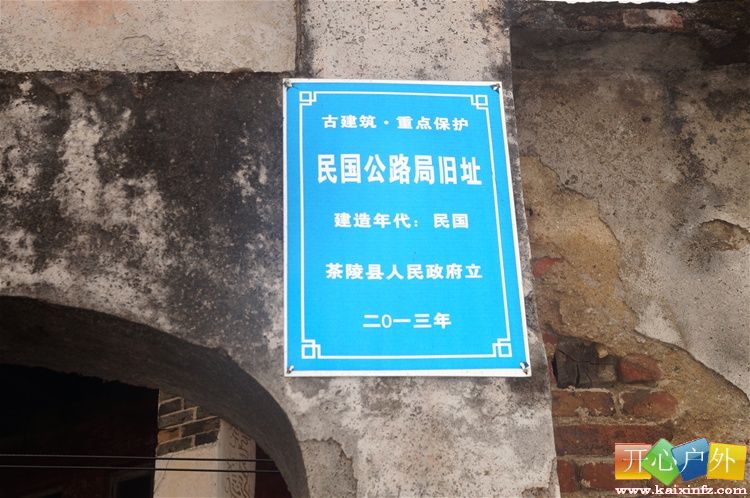 古建筑·重点保护
民国公路局旧址
建造年代：民国
茶陵县人民政府立
二0一三年
开心户外
www.kaixinfz.com